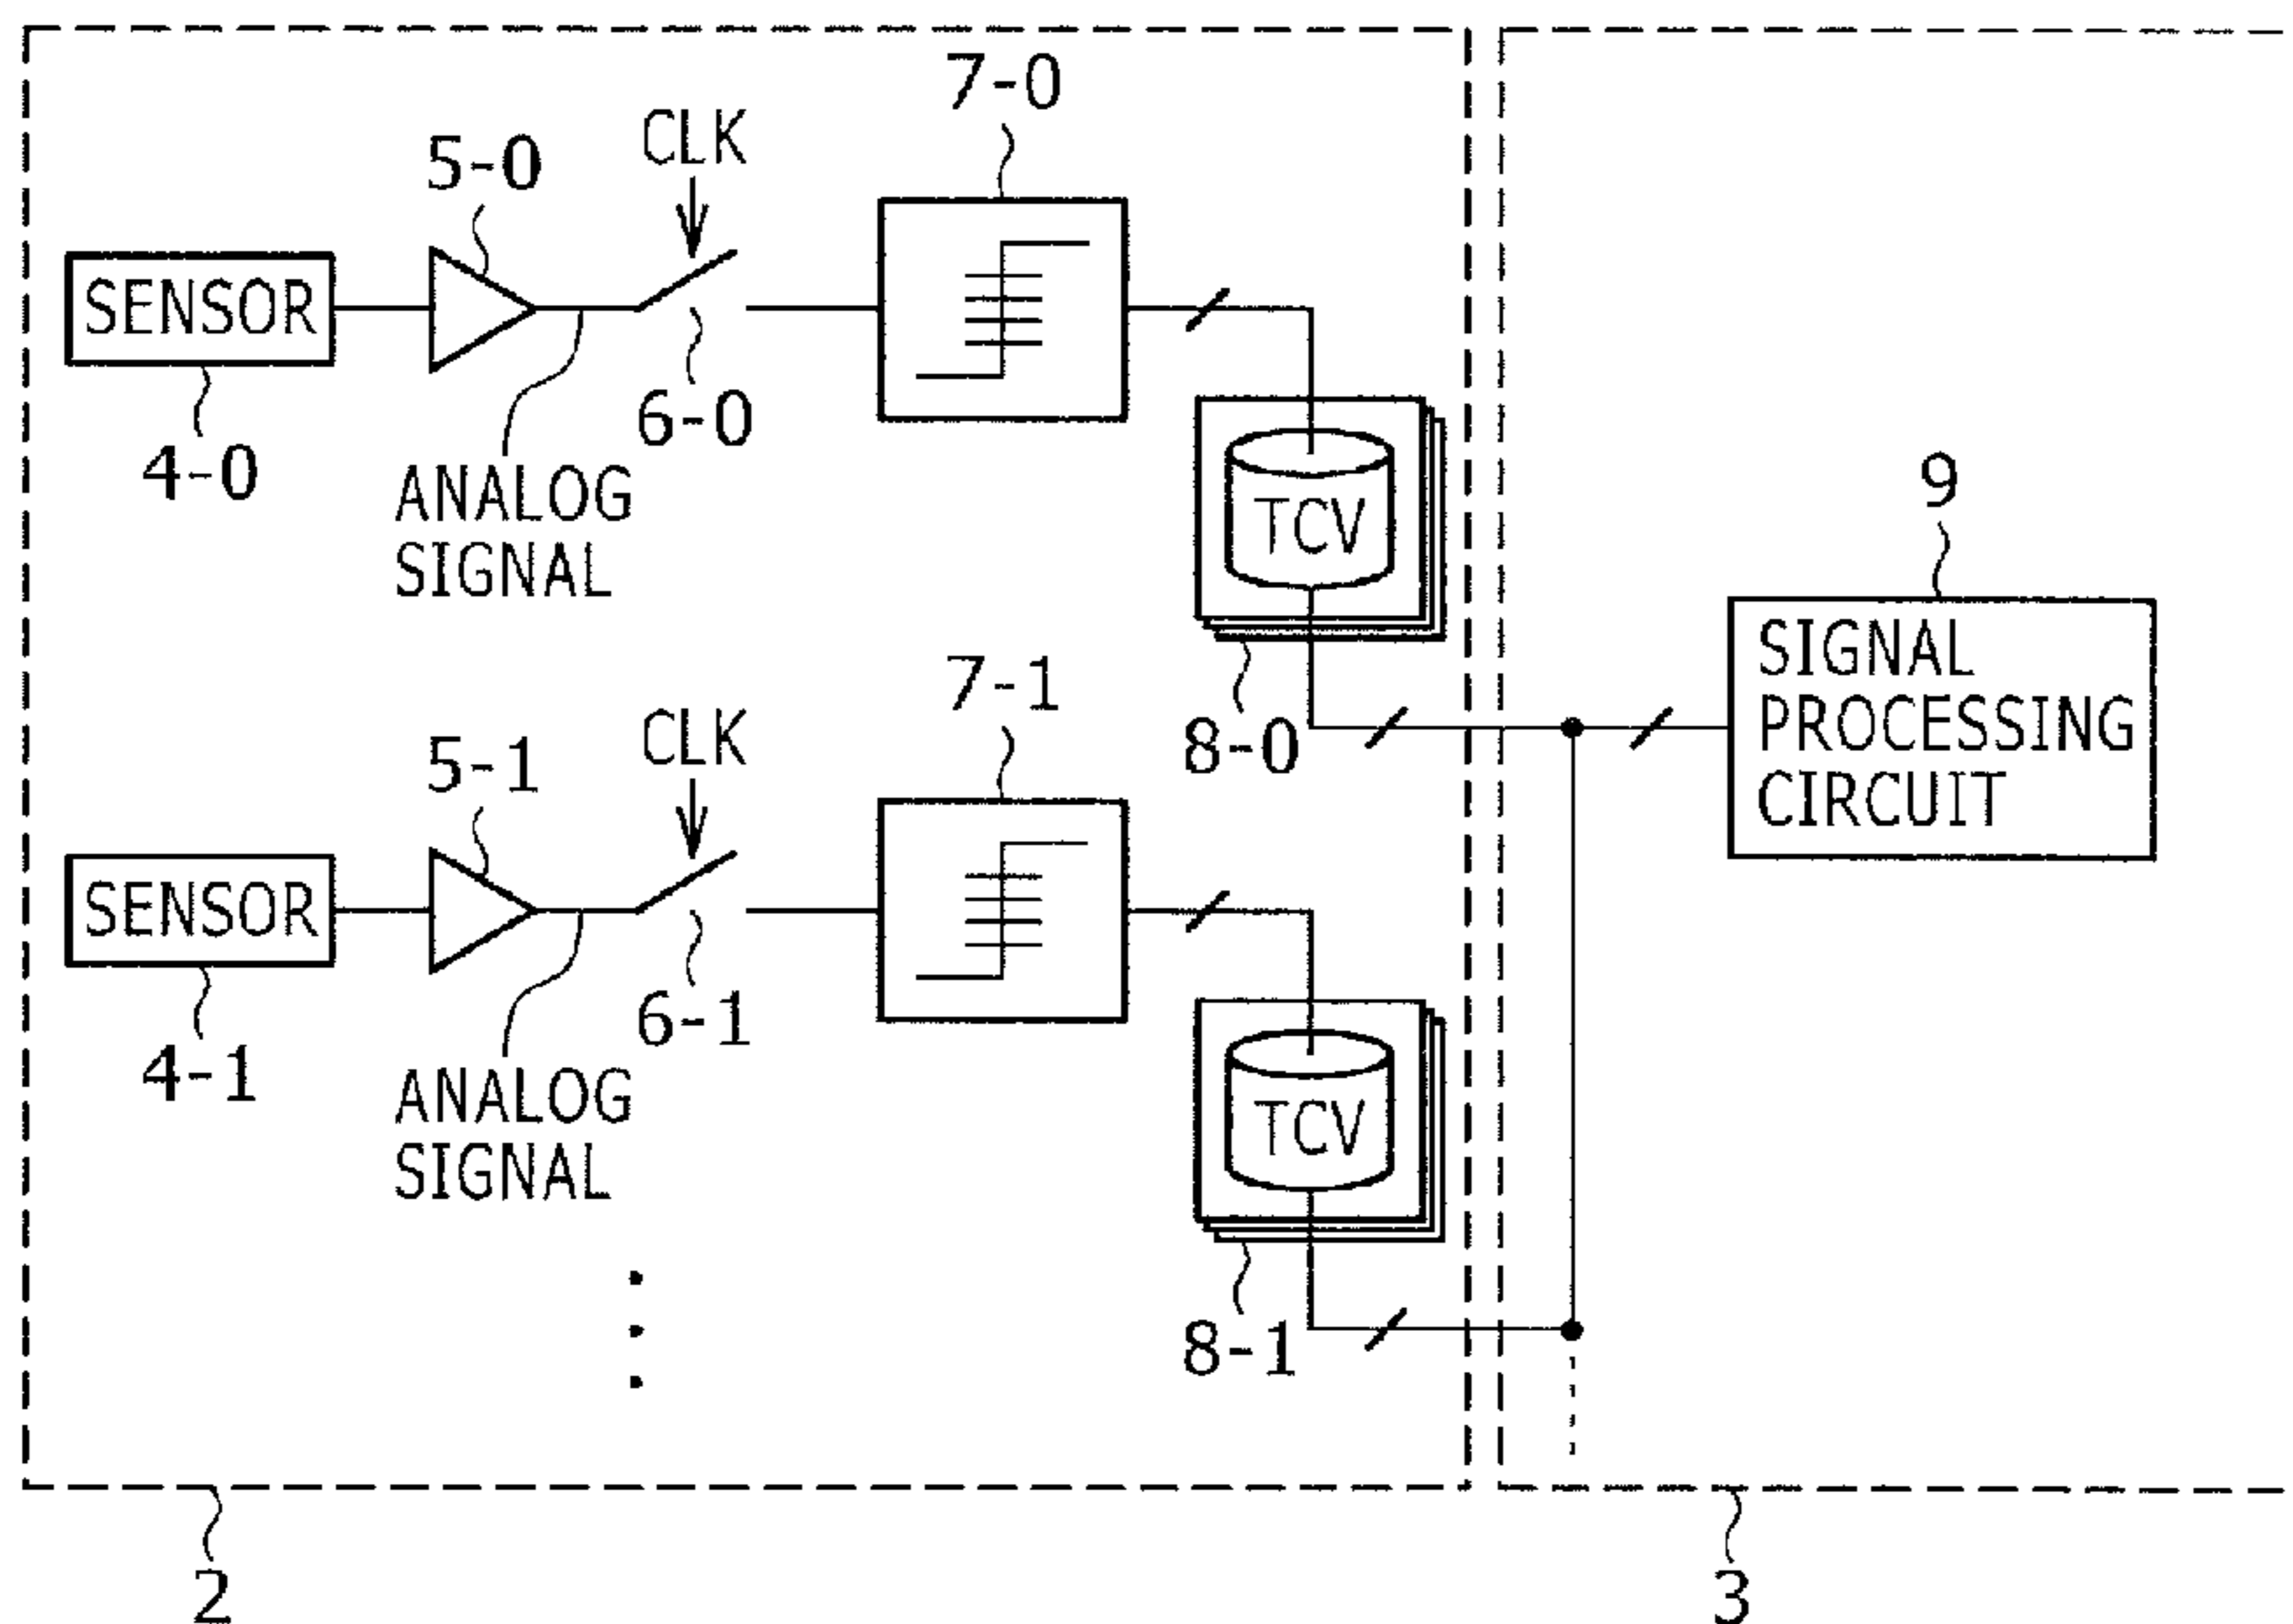 7-0
CLK
5-0
SENSOR
4-0
6-0
ANALOG
SIGNAL
TCV
9
8-0
SIGNAL
PROCESSING
CIRCUIT
7-1
CLK
5-1
SENSOR
4-1
6-1
ANALOG
SIGNAL
TCV
8-1
2
3